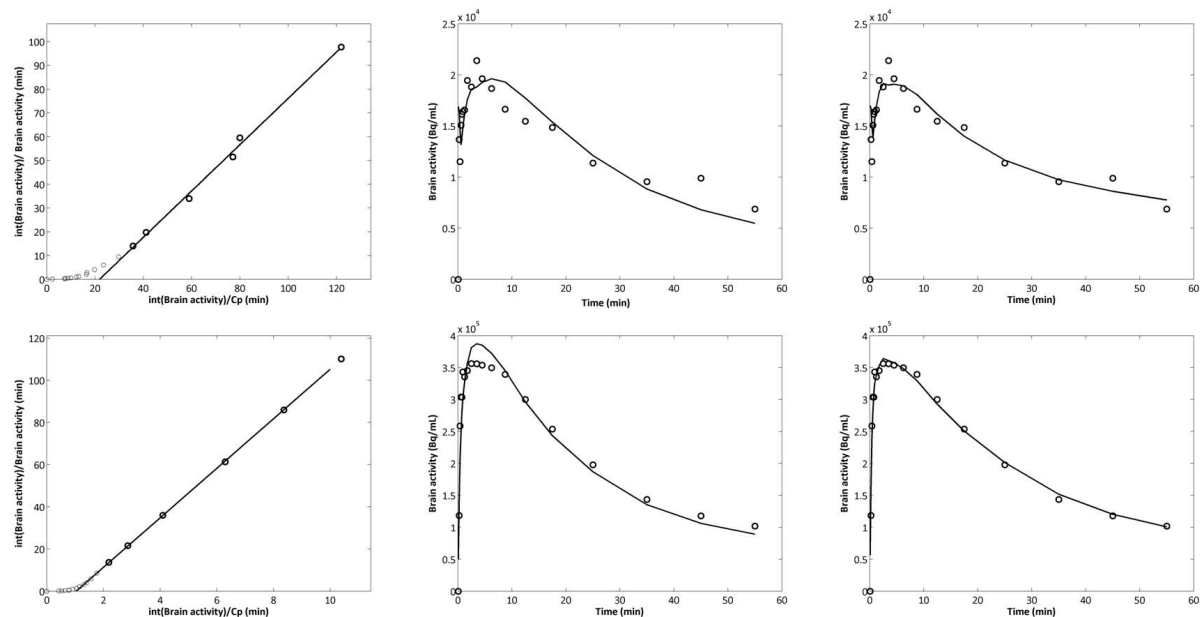 100
90
80
70
60
50
40
30
20
10
0
0 20 40 60 80 100 120
int(Brain activity)/ Brain activity (min)
int(Brain activity)/Cp (min)
x 10^4
2.5
2
1.5
1
0.5
0
0 10 20 30 40 50 60
Brain activity (Bq/mL)
Time (min)
x 10^4
2.5
2
1.5
1
0.5
0
0 10 20 30 40 50 60
Brain activity (Bq/mL)
Time (min)
120
100
80
60
40
20
0
0 2 4 6 8 10
int(Brain activity)/Brain activity (min)
int(Brain activity)/Cp (min)
x 10^5
4
3.5
3
2.5
2
1.5
1
0.5
0
0 10 20 30 40 50 60
Brain activity (Bq/mL)
Time (min)
x 10^5
4
3.5
3
2.5
2
1.5
1
0.5
0
0 10 20 30 40 50 60
Brain activity (Bq/mL)
Time (min)